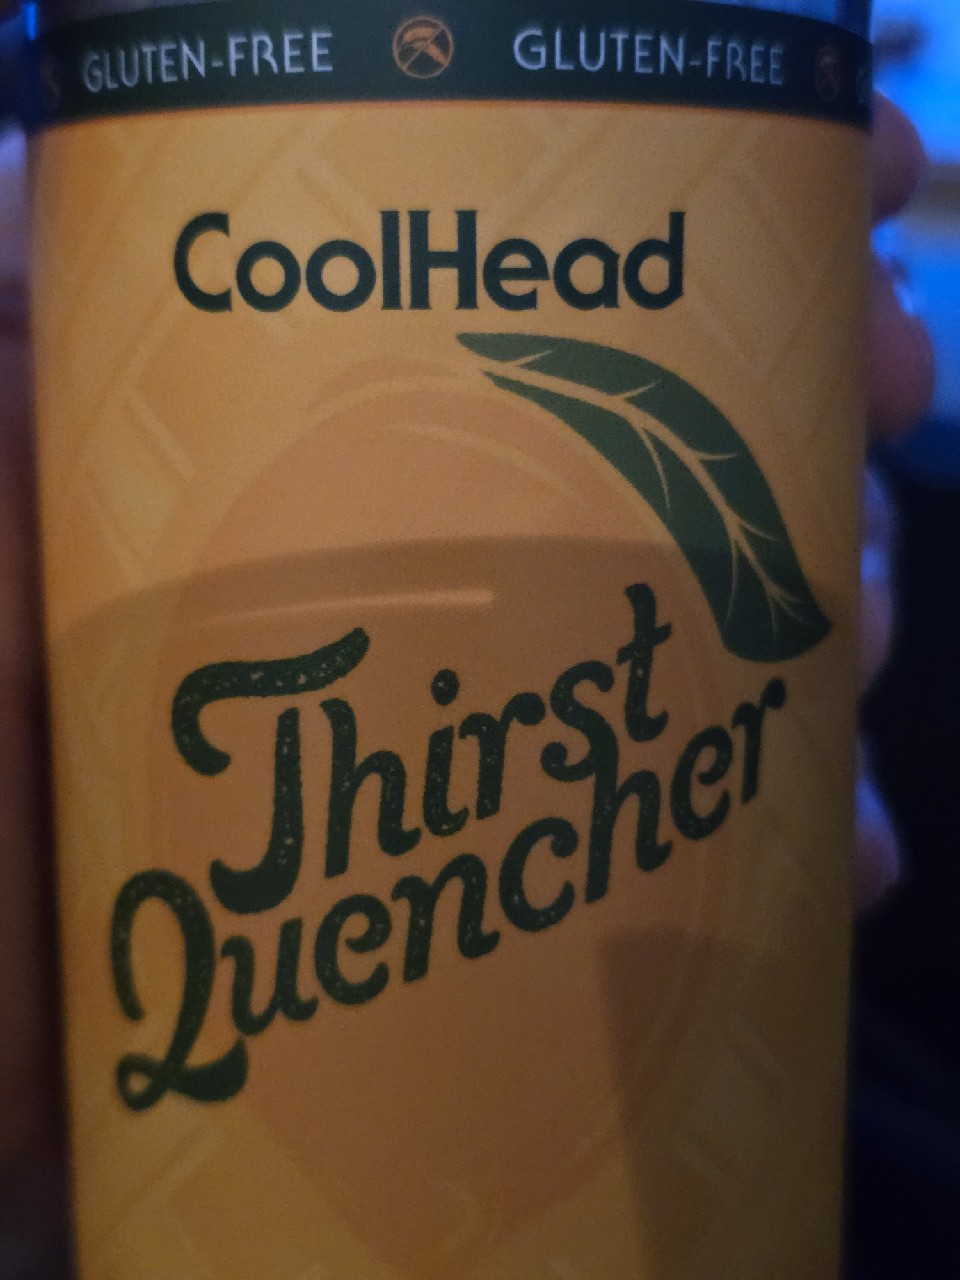 GLUTEN-FREE GLUTEN-FREE
CoolHead
Thirst
Quencher